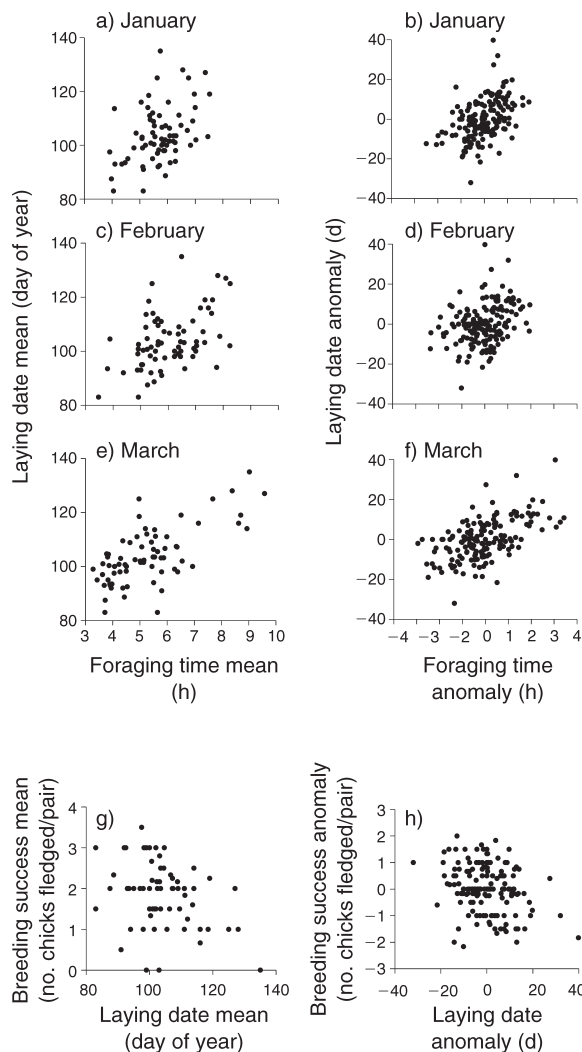 a) January
b) January
140
120
100
80
40
20
0
−20
−40
c) February
d) February
140
120
100
80
40
20
0
−20
−40
e) March
f) March
140
120
100
80
40
20
0
−20
−40
3 4 5 6 7 8 9 10
−4 −3 −2 −1 0 1 2 3 4
Laying date mean (day of year)
Laying date anomaly (d)
Foraging time mean
(h)
Foraging time
anomaly (h)
g)
h)
4
3
2
1
0
3
2
1
0
−1
−2
−3
80 100 120 140
−40 −20 0 20 40
Breeding success mean
(no. chicks fledged/pair)
Breeding success anomaly
(no. chicks fledged/pair)
Laying date mean
(day of year)
Laying date
anomaly (d)